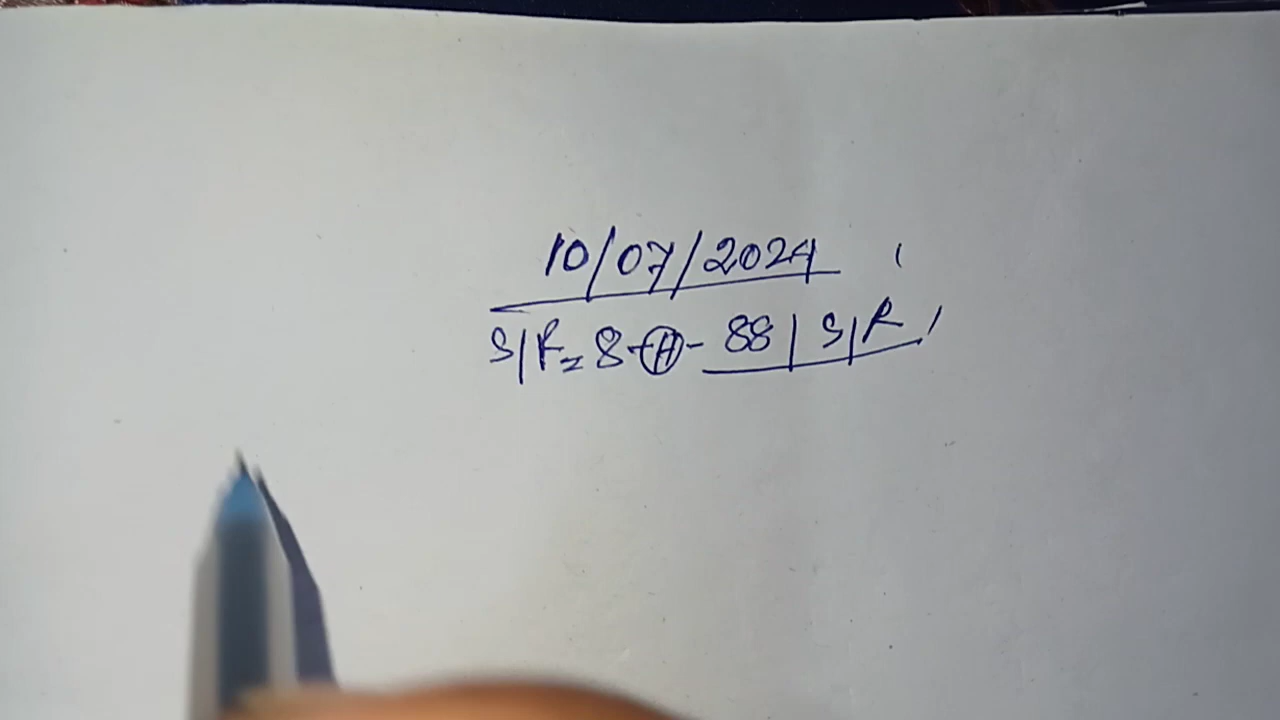 10/07/2024
S/R = 8 - (H) - 88 | S/R